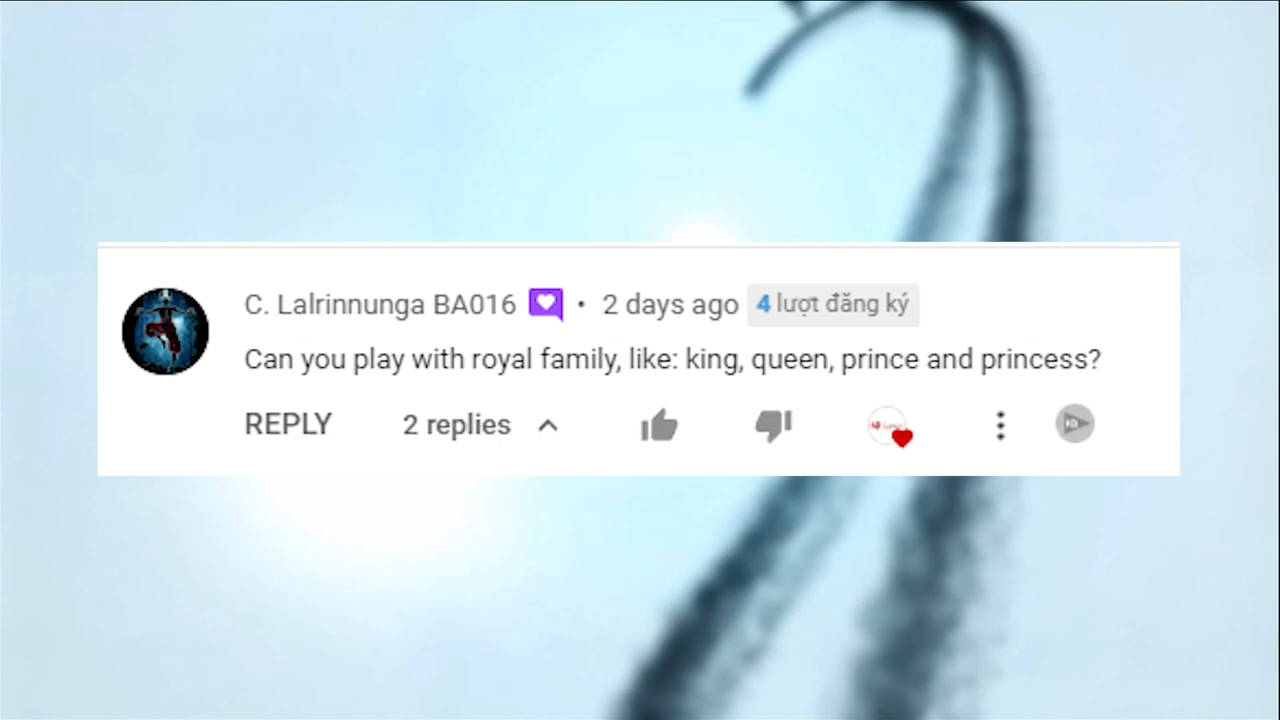 C. Lalrinnunga BA016 • 2 days ago 4 lượt đăng ký
Can you play with royal family, like: king, queen, prince and princess?
REPLY 2 replies